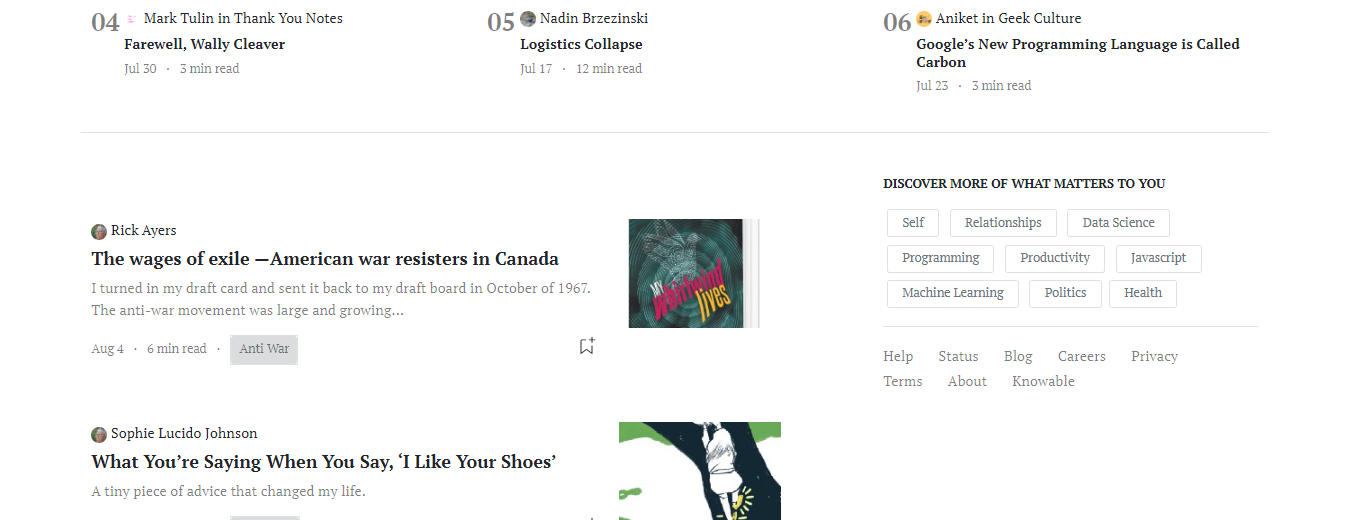 04 Mark Tulin in Thank You Notes
Farewell, Wally Cleaver
Jul 30 · 3 min read
05 Nadin Brzezinski
Logistics Collapse
Jul 17 · 12 min read
06 Aniket in Geek Culture
Google’s New Programming Language is Called
Carbon
Jul 23 · 3 min read
Rick Ayers
The wages of exile —American war resisters in Canada
I turned in my draft card and sent it back to my draft board in October of 1967.
The anti-war movement was large and growing...
Aug 4 · 6 min read · Anti War
MY
whirlwind
lives
Sophie Lucido Johnson
What You’re Saying When You Say, ‘I Like Your Shoes’
A tiny piece of advice that changed my life.
DISCOVER MORE OF WHAT MATTERS TO YOU
Self Relationships Data Science
Programming Productivity Javascript
Machine Learning Politics Health
Help Status Blog Careers Privacy
Terms About Knowable